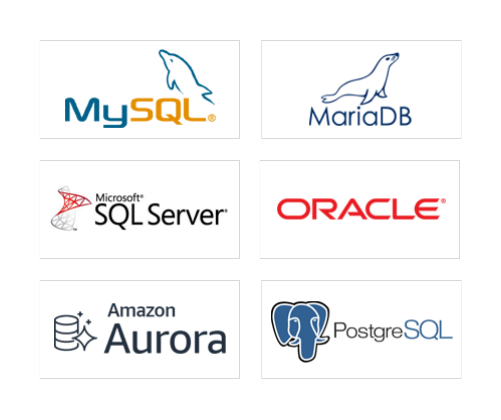 MySQL®
MariaDB
Microsoft®
SQL Server®
ORACLE®
Amazon
Aurora
PostgreSQL